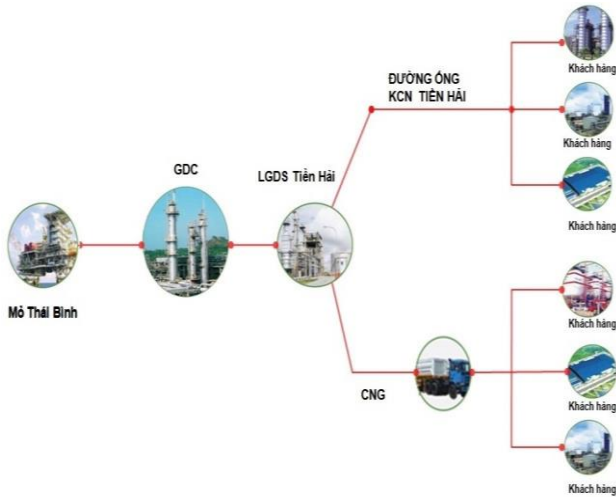 Khách hàng
ĐƯỜNG ỐNG
KCN TIỀN HẢI
Khách hàng
GDC
LGDS Tiền Hải
Khách hàng
Mỏ Thái Bình
Khách hàng
CNG
Khách hàng
Khách hàng